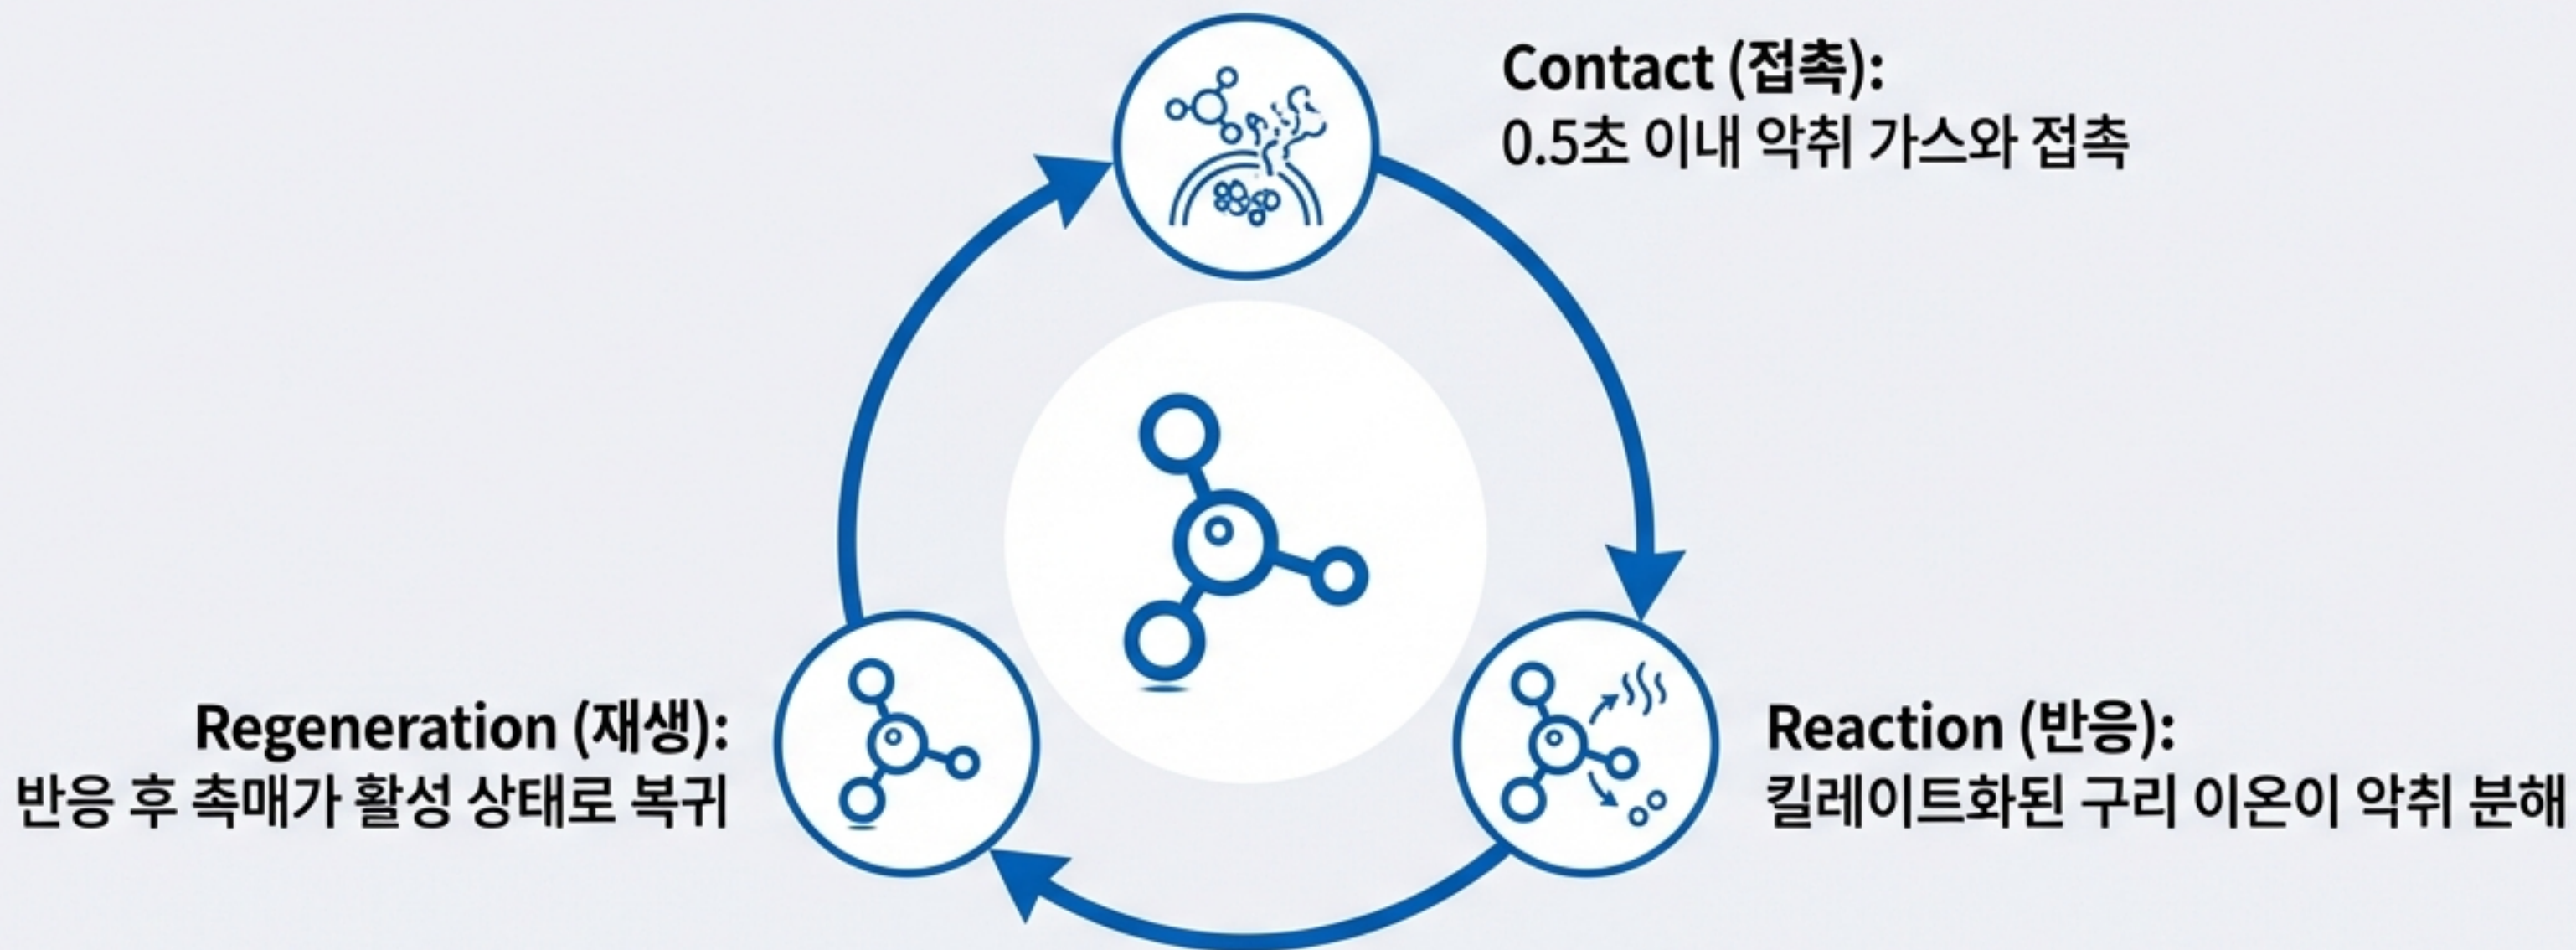 Contact (접촉):
0.5초 이내 악취 가스와 접촉
Reaction (반응):
킬레이트화된 구리 이온이 악취 분해
Regeneration (재생):
반응 후 촉매가 활성 상태로 복귀